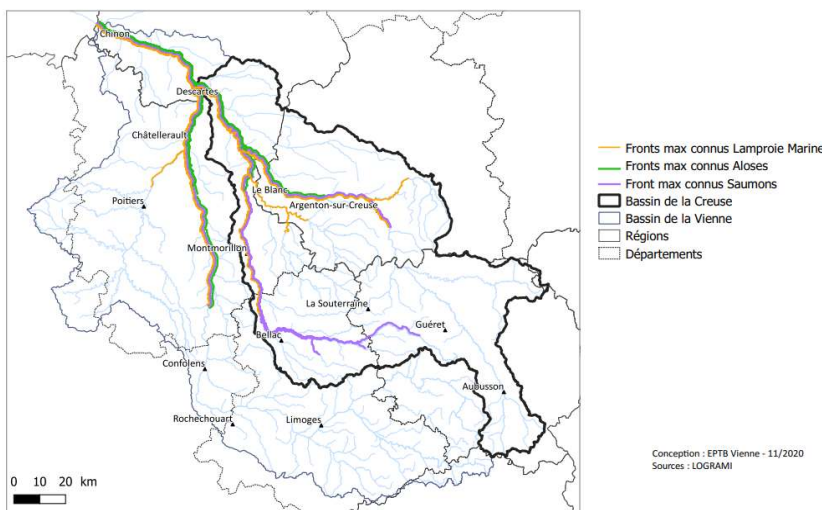 Chinon
Descartes
Châtellerault
Le Blanc
Poitiers
Argenton-sur-Creuse
Montmorillon
La Souterraine
Guéret
Bellac
Confolens
Aubusson
Rochechouart
Limoges
0 10 20 km
Fronts max connus Lamproie Marine
Fronts max connus Aloses
Front max connus Saumons
Bassin de la Creuse
Bassin de la Vienne
Régions
Départements
Conception : EPTB Vienne - 11/2020
Sources : LOGRAMI